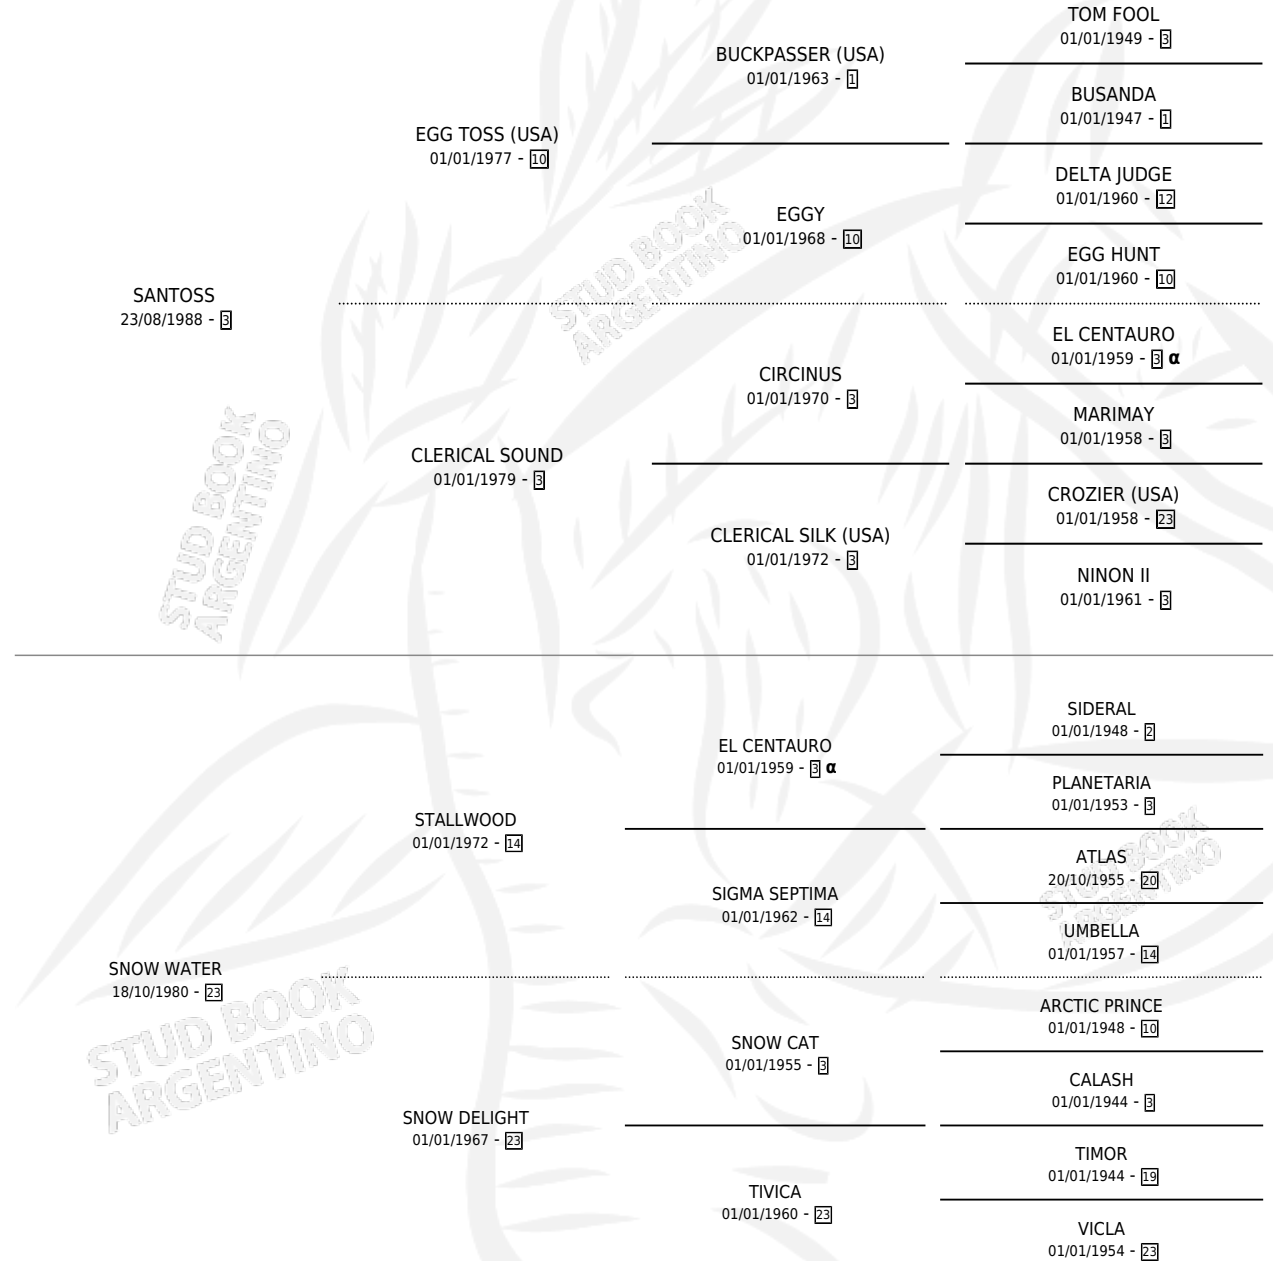 TOM FOOL
01/01/1949 - 3
BUCKPASSER (USA)
01/01/1963 - 1
BUSANDA
01/01/1947 - 1
EGG TOSS (USA)
01/01/1977 - 10
DELTA JUDGE
01/01/1960 - 12
EGGY
01/01/1968 - 10
EGG HUNT
01/01/1960 - 10
STUD BOOK
ARGENTINO
SANTOSS
23/08/1988 - 3
EL CENTAURO
01/01/1959 - 3 α
CIRCINUS
01/01/1970 - 3
MARIMAY
01/01/1958 - 3
CLERICAL SOUND
01/01/1979 - 3
CROZIER (USA)
01/01/1958 - 23
CLERICAL SILK (USA)
01/01/1972 - 3
NINON II
01/01/1961 - 3
STUD BOOK
ARGENTINO
SIDERAL
01/01/1948 - 2
EL CENTAURO
01/01/1959 - 3 α
PLANETARIA
01/01/1953 - 3
STALLWOOD
01/01/1972 - 14
ATLAS
20/10/1955 - 20
SIGMA SEPTIMA
01/01/1962 - 14
UMBELLA
01/01/1957 - 14
STUD BOOK
ARGENTINO
SNOW WATER
18/10/1980 - 23
ARCTIC PRINCE
01/01/1948 - 10
SNOW CAT
01/01/1955 - 3
CALASH
01/01/1944 - 3
STUD BOOK
ARGENTINO
SNOW DELIGHT
01/01/1967 - 23
TIMOR
01/01/1944 - 19
TIVICA
01/01/1960 - 23
VICLA
01/01/1954 - 23